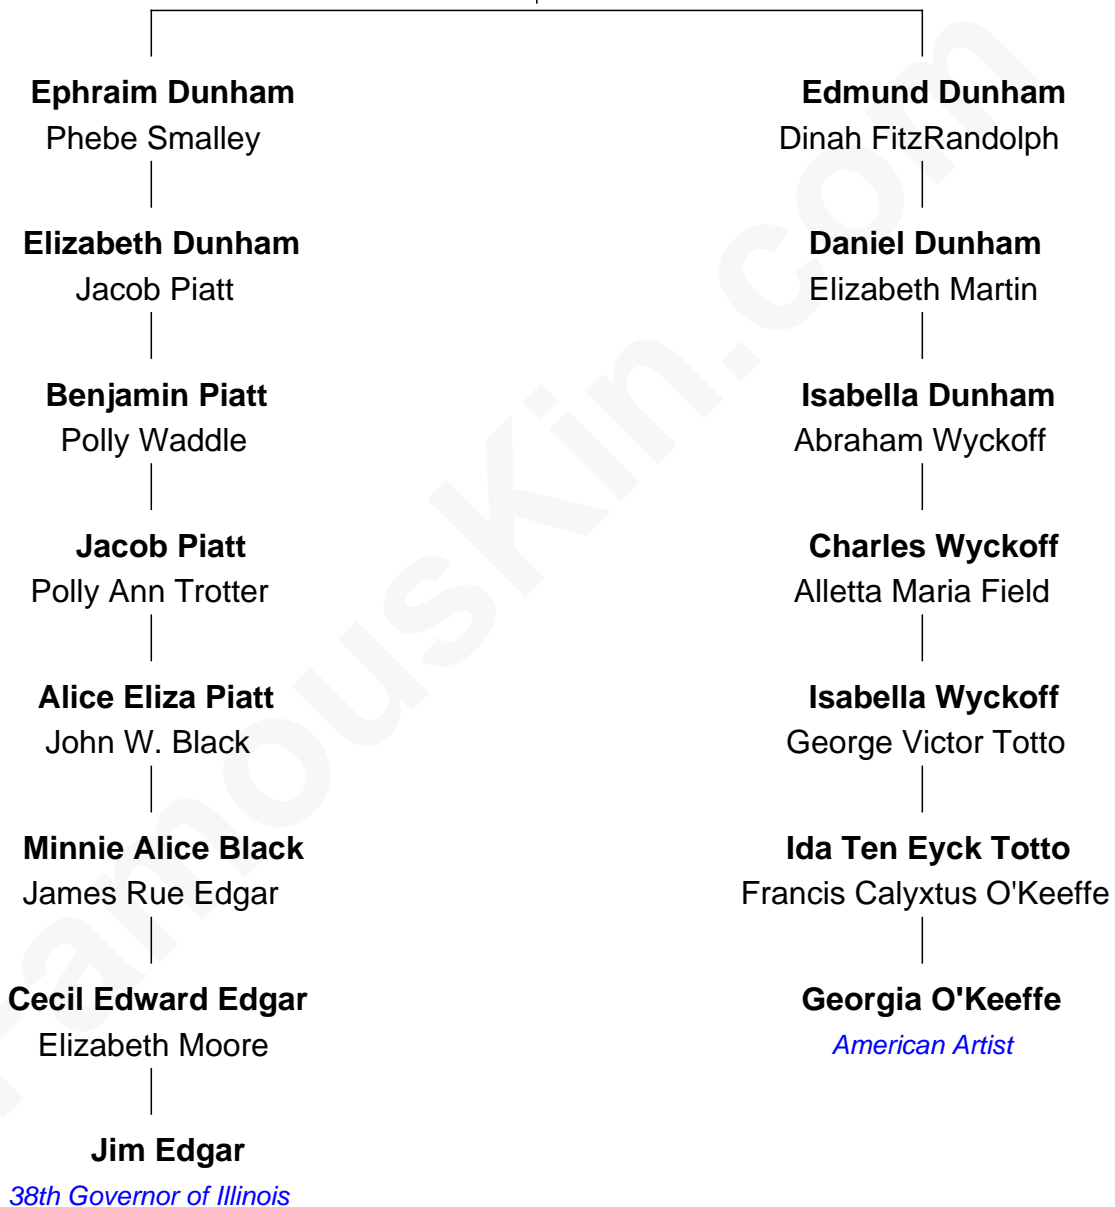 Ephraim Dunham
Phebe Smalley
Elizabeth Dunham
Jacob Piatt
Benjamin Piatt
Polly Waddle
Jacob Piatt
Polly Ann Trotter
Alice Eliza Piatt
John W. Black
Minnie Alice Black
James Rue Edgar
Cecil Edward Edgar
Elizabeth Moore
Jim Edgar
38th Governor of Illinois
Edmund Dunham
Dinah FitzRandolph
Daniel Dunham
Elizabeth Martin
Isabella Dunham
Abraham Wyckoff
Charles Wyckoff
Alletta Maria Field
Isabella Wyckoff
George Victor Totto
Ida Ten Eyck Totto
Francis Calyxtus O'Keeffe
Georgia O'Keeffe
American Artist
FamousKin.com